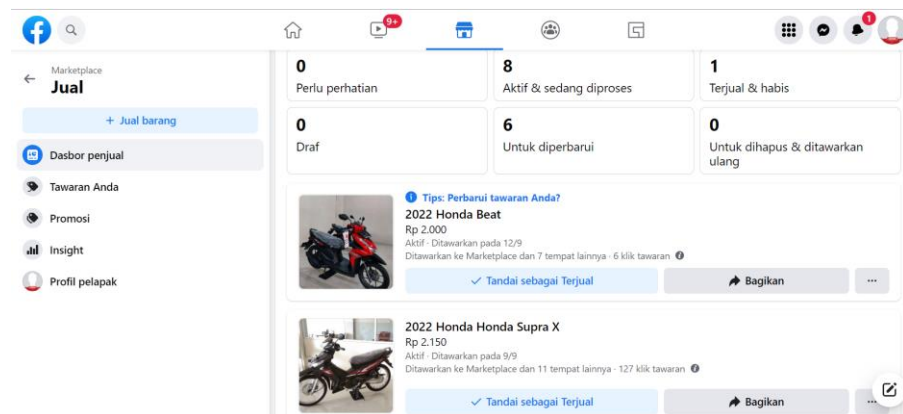 9+
1
Marketplace
Jual
+ Jual barang
Dasbor penjual
Tawaran Anda
Promosi
Insight
Profil pelapak
0
Perlu perhatian
8
Aktif & sedang diproses
1
Terjual & habis
0
Draf
6
Untuk diperbarui
0
Untuk dihapus & ditawarkan
ulang
Tips: Perbarui tawaran Anda?
2022 Honda Beat
Rp 2.000
Aktif · Ditawarkan pada 12/9
Ditawarkan ke Marketplace dan 7 tempat lainnya · 6 klik tawaran
Tandai sebagai Terjual
Bagikan
...
2022 Honda Honda Supra X
Rp 2.150
Aktif · Ditawarkan pada 9/9
Ditawarkan ke Marketplace dan 11 tempat lainnya · 127 klik tawaran
Tandai sebagai Terjual
Bagikan
...